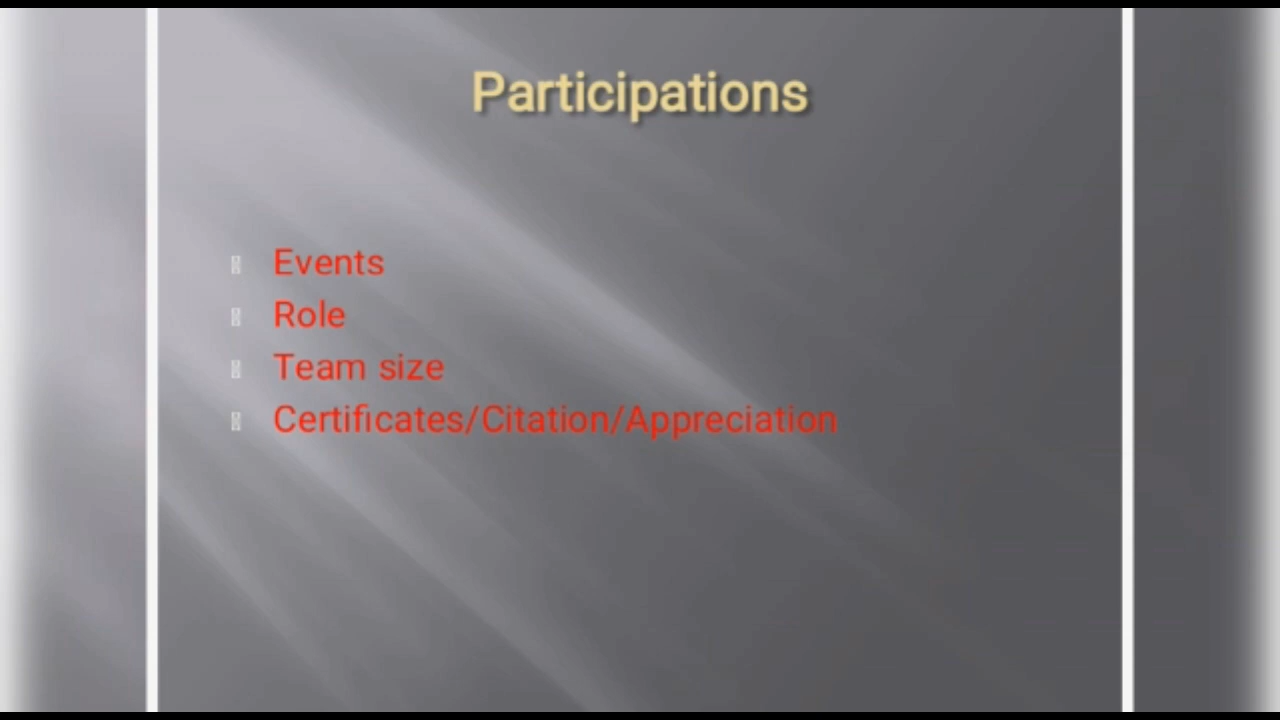 Participations
Events
Role
Team size
Certificates/Citation/Appreciation